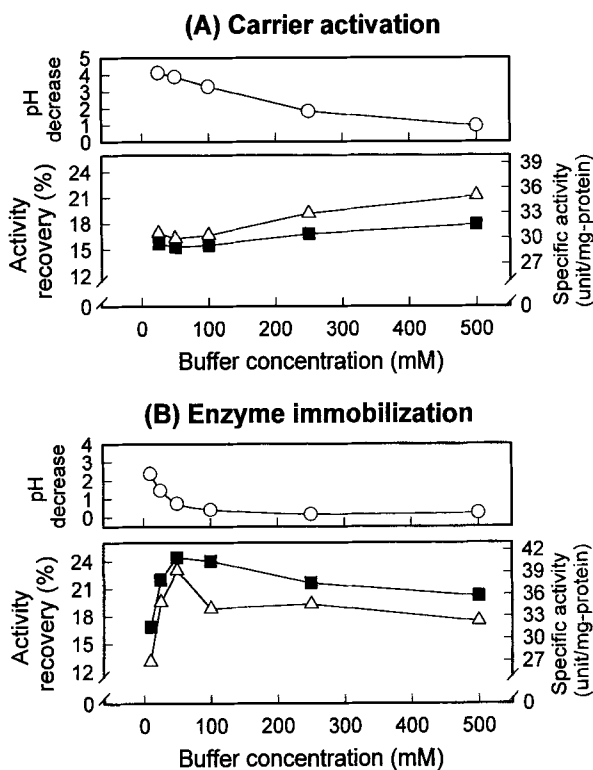 (A) Carrier activation
pH
decrease
5
4
3
2
1
0
Activity
recovery (%)
24
21
18
15
12
0
39
36
33
30
27
0
Specific activity
(unit/mg-protein)
0 100 200 300 400 500
Buffer concentration (mM)
(B) Enzyme immobilization
pH
decrease
4
3
2
1
0
Activity
recovery (%)
24
21
18
15
12
0
42
39
36
33
30
27
0
Specific activity
(unit/mg-protein)
0 100 200 300 400 500
Buffer concentration (mM)